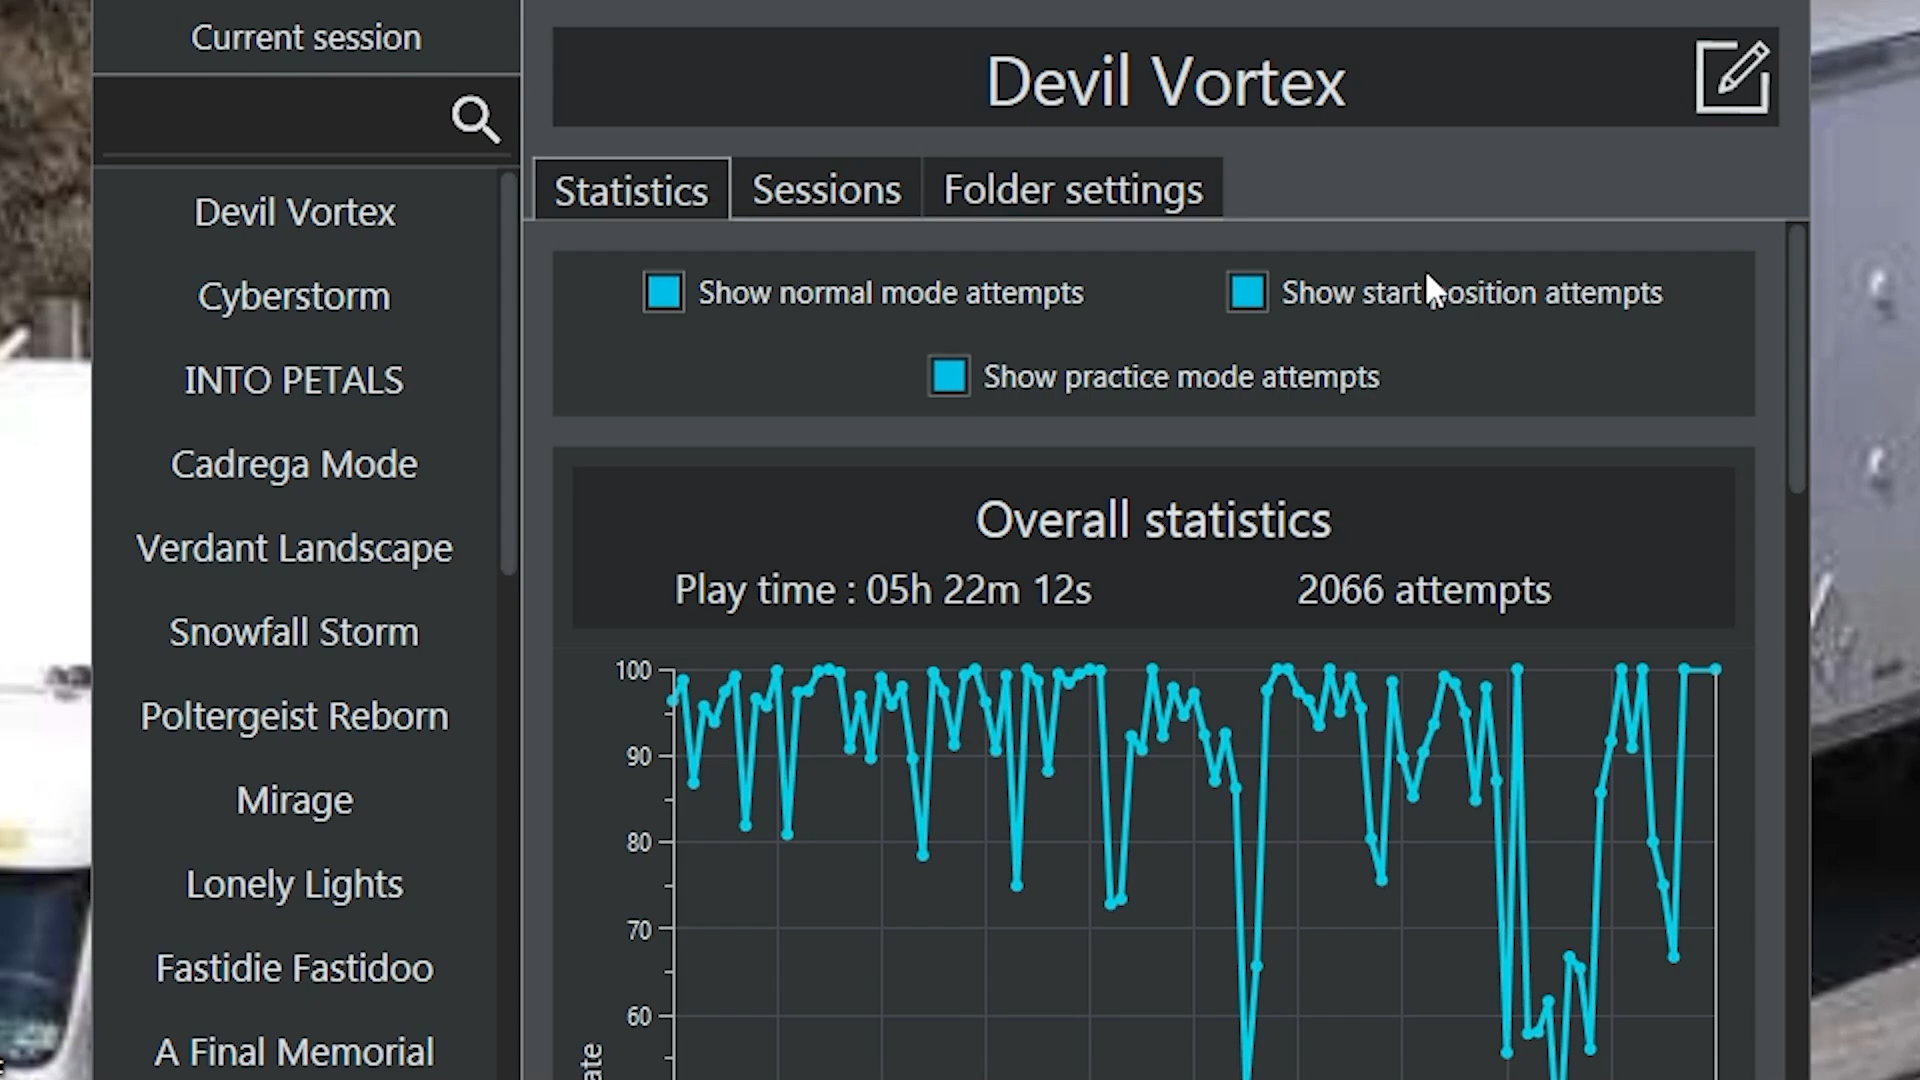 Current session
Devil Vortex
Cyberstorm
INTO PETALS
Cadrega Mode
Verdant Landscape
Snowfall Storm
Poltergeist Reborn
Mirage
Lonely Lights
Fastidie Fastidoo
A Final Memorial
Devil Vortex
Statistics
Sessions
Folder settings
Show normal mode attempts
Show start position attempts
Show practice mode attempts
Overall statistics
Play time : 05h 22m 12s
2066 attempts
100
90
80
70
60